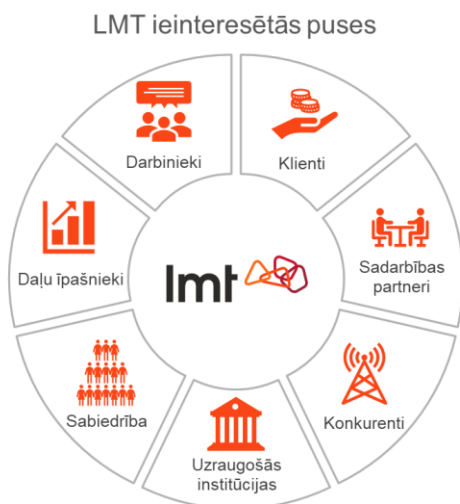 LMT ieinteresētās puses
Darbinieki
Klienti
Daļu īpašnieki
lmt
Sadarbības
partneri
Sabiedrība
Konkurenti
Uzraugošās
institūcijas